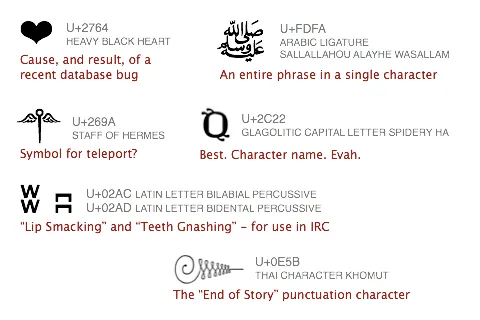 ❤ U+2764
HEAVY BLACK HEART
Cause, and result, of a
recent database bug
ﷺ U+FDFA
ARABIC LIGATURE
SALLALLAHOU ALAYHE WASALLAM
An entire phrase in a single character
⚚ U+269A
STAFF OF HERMES
Symbol for teleport?
Ⱒ U+2C22
GLAGOLITIC CAPITAL LETTER SPIDERY HA
Best. Character name. Evah.
ʬ ʭ U+02AC LATIN LETTER BILABIAL PERCUSSIVE
U+02AD LATIN LETTER BIDENTAL PERCUSSIVE
"Lip Smacking" and "Teeth Gnashing" – for use in IRC
๛ U+0E5B
THAI CHARACTER KHOMUT
The "End of Story" punctuation character